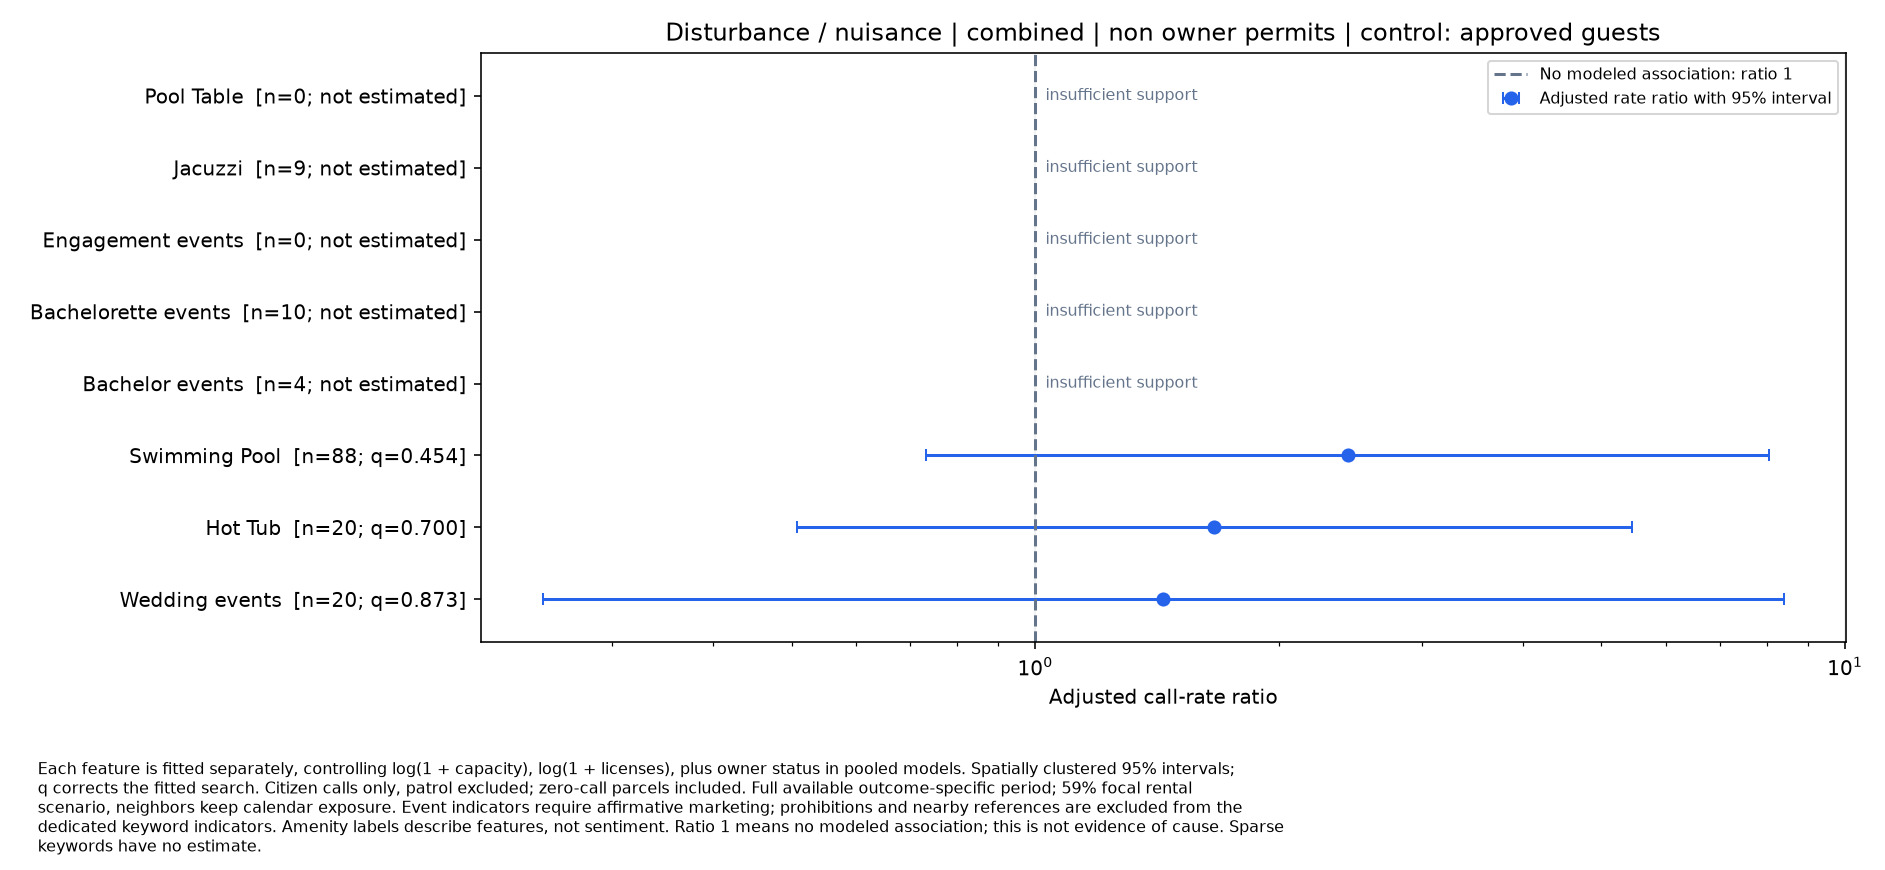 Disturbance / nuisance | combined | non owner permits | control: approved guests
No modeled association: ratio 1
Adjusted rate ratio with 95% interval
Pool Table [n=0; not estimated] insufficient support
Jacuzzi [n=9; not estimated] insufficient support
Engagement events [n=0; not estimated] insufficient support
Bachelorette events [n=10; not estimated] insufficient support
Bachelor events [n=4; not estimated] insufficient support
Swimming Pool [n=88; q=0.454]
Hot Tub [n=20; q=0.700]
Wedding events [n=20; q=0.873]
10⁰ 10¹
Adjusted call-rate ratio
Each feature is fitted separately, controlling log(1 + capacity), log(1 + licenses), plus owner status in pooled models. Spatially clustered 95% intervals;
q corrects the fitted search. Citizen calls only, patrol excluded; zero-call parcels included. Full available outcome-specific period; 59% focal rental
scenario, neighbors keep calendar exposure. Event indicators require affirmative marketing; prohibitions and nearby references are excluded from the
dedicated keyword indicators. Amenity labels describe features, not sentiment. Ratio 1 means no modeled association; this is not evidence of cause. Sparse
keywords have no estimate.